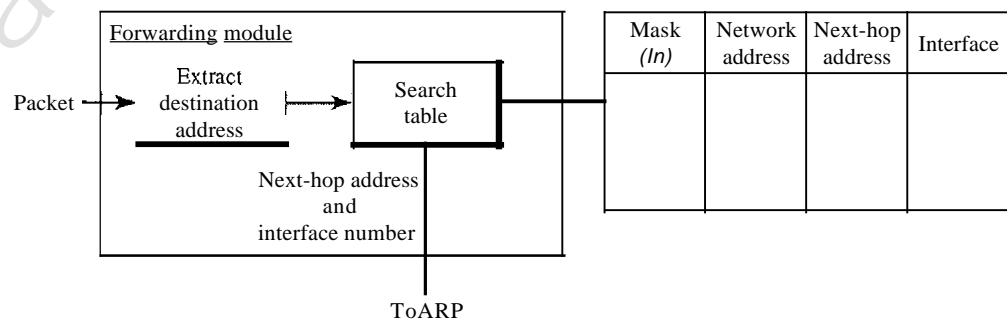 Forwarding module
Packet
Extract
destination
address
Search
table
Next-hop address
and
interface number
ToARP
Mask
(In)
Network
address
Next-hop
address
Interface